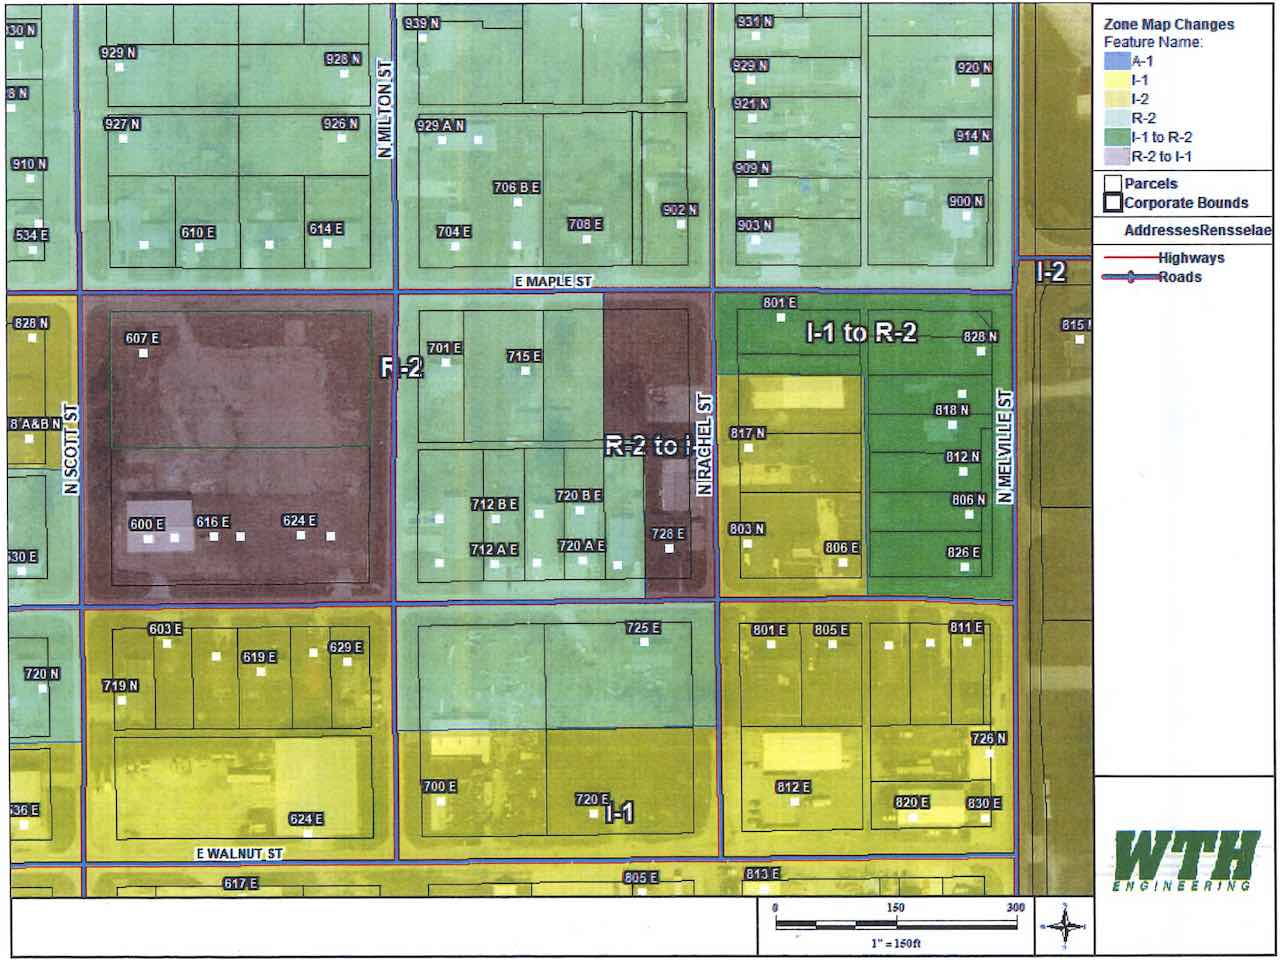 939 N
931 N
930 N
929 N
928 N
929 N
920 N
8 N
921 N
927 N
926 N
929 A N
914 N
N MILTON ST
910 N
909 N
706 B E
900 N
902 N
534 E
610 E
614 E
704 E
708 E
903 N
E MAPLE ST
I-2
801 E
828 N
607 E
I-1 to R-2
828 N
815
701 E
715 E
R-2
8 A&B N
N SCOTT ST
818 N
817 N
R-2 to I-
N RACHEL ST
N MELVILLE ST
812 N
720 B E
712 B E
806 N
600 E
616 E
624 E
728 E
803 N
530 E
712 A E
720 A E
806 E
826 E
603 E
725 E
801 E
805 E
811 E
629 E
619 E
720 N
719 N
726 N
700 E
812 E
720 E
I-1
820 E
830 E
536 E
624 E
E WALNUT ST
617 E
805 E
813 E
Zone Map Changes
Feature Name:
A-1
I-1
I-2
R-2
I-1 to R-2
R-2 to I-1
Parcels
Corporate Bounds
AddressesRensselae
Highways
Roads
WTH
ENGINEERING
0 150 300
1" = 150ft